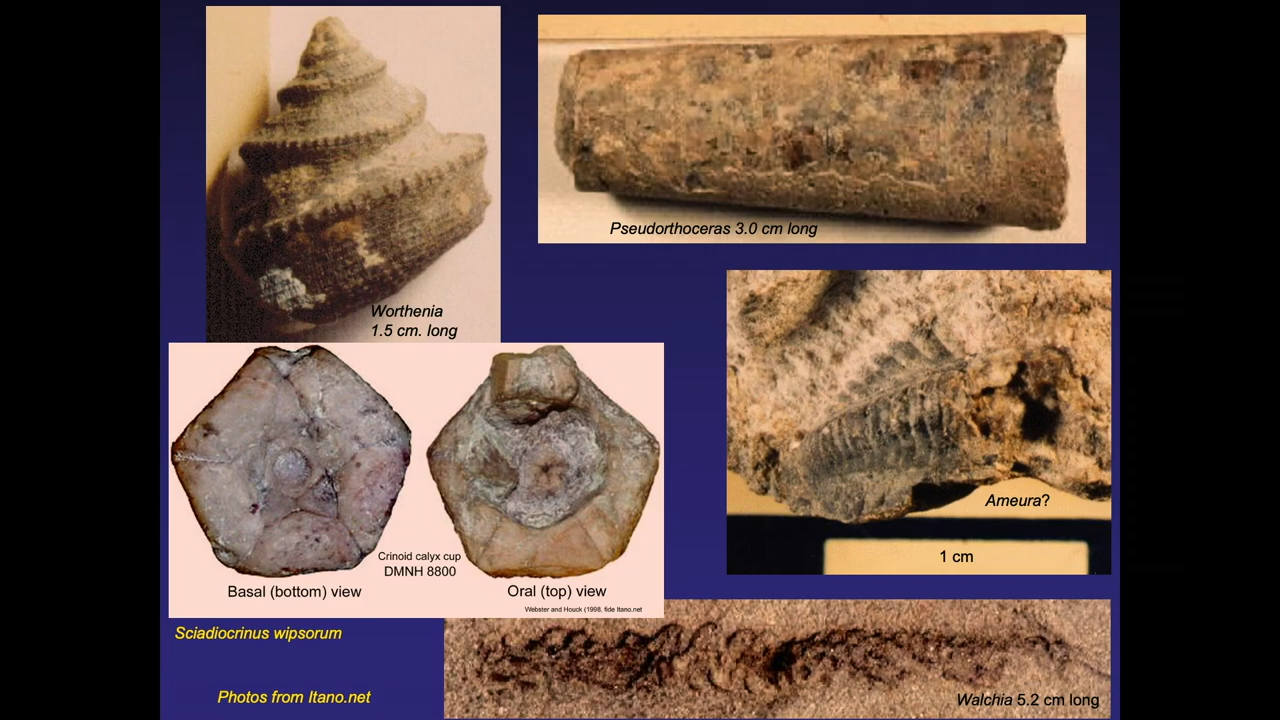 Worthenia
1.5 cm. long
Pseudorthoceras 3.0 cm long
Ameura?
1 cm
Crinoid calyx cup
DMNH 8800
Basal (bottom) view
Oral (top) view
Webster and Houck (1998, fide Itano.net
Sciadiocrinus wipsorum
Photos from Itano.net
Walchia 5.2 cm long